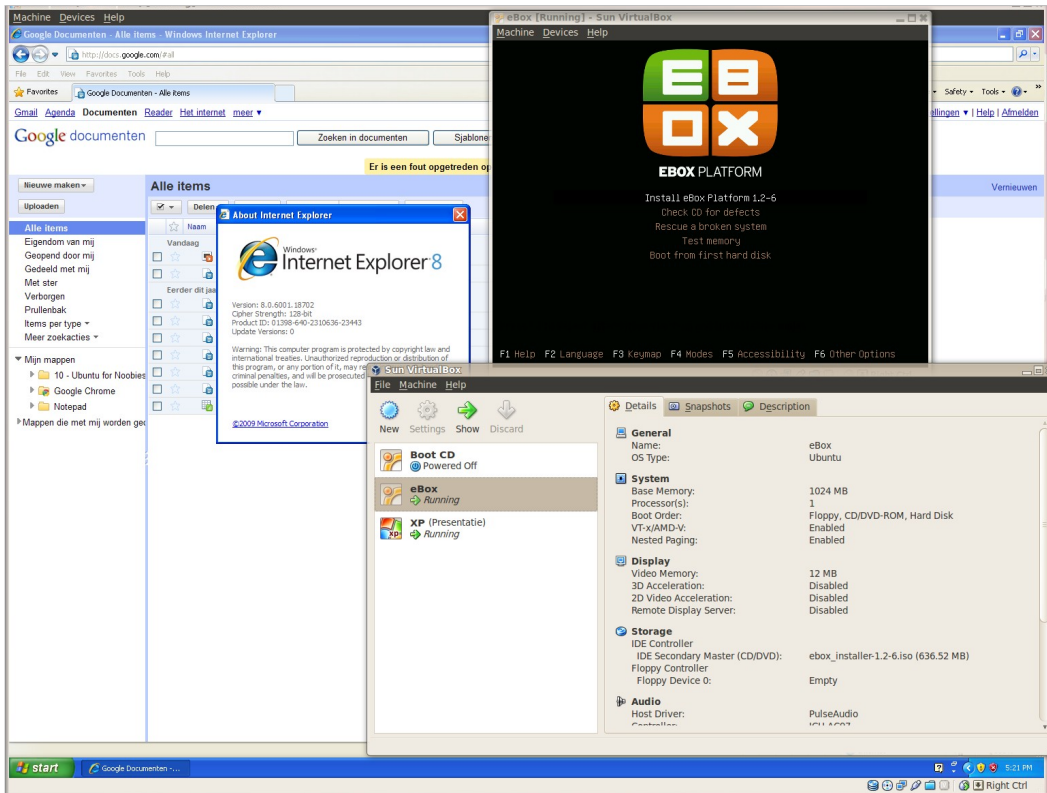 Machine Devices Help
Google Documenten - Alle items - Windows Internet Explorer
http://docs.google.com/#all
File Edit View Favorites Tools Help
Favorites Google Documenten - Alle items
Safety Tools
Gmail Agenda Documenten Reader Het internet meer
Help | Afmelden
Google documenten
Zoeken in documenten
Er is een fout opgetreden
Nieuwe maken
Uploaden
Alle items
Eigendom van mij
Geopend door mij
Gedeeld met mij
Met ster
Verborgen
Prullenbak
Items per type
Meer zoekacties
Mijn mappen
10 - Ubuntu for Noobies
Google Chrome
Notepad
Mappen die met mij worden
Alle items
Vernieuwen
Delen
Naam
Vandaag
Eerder dit
About Internet Explorer
Windows
Internet Explorer 8
Version: 8.0.6001.18702
Cipher Strength: 128-bit
Product ID: 01398-640-2310636-23443
Update Versions: 0
Warning: This computer program is protected by copyright law and
international treaties. Unauthorized reproduction or distribution of
this program, or any portion of it, may
criminal penalties, and will be prosecuted
possible under the law.
©2009 Microsoft Corporation
eBox [Running] - Sun VirtualBox
Machine Devices Help
EBOX
EBOX PLATFORM
Install eBox Platform 1.2-6
Check CD for defects
Rescue a broken system
Test memory
Boot from first hard disk
F1 Help F2 Language F3 Keymap F4 Modes F5 Accessibility F6 Other Options
Sun VirtualBox
File Machine Help
New Settings Show Discard
Boot CD
Powered Off
eBox
Running
XP (Presentatie)
Running
xp
Details Snapshots Description
General
Name: eBox
OS Type: Ubuntu
System
Base Memory: 1024 MB
Processor(s): 1
Boot Order: Floppy, CD/DVD-ROM, Hard Disk
VT-x/AMD-V: Enabled
Nested Paging: Enabled
Display
Video Memory: 12 MB
3D Acceleration: Disabled
2D Video Acceleration: Disabled
Remote Display Server: Disabled
Storage
IDE Controller
IDE Secondary Master (CD/DVD): ebox_installer-1.2-6.iso (636.52 MB)
Floppy Controller
Floppy Device 0: Empty
Audio
Host Driver: PulseAudio
Controller: ICH AC97
start
Google Documenten -...
5:21 PM
Right Ctrl